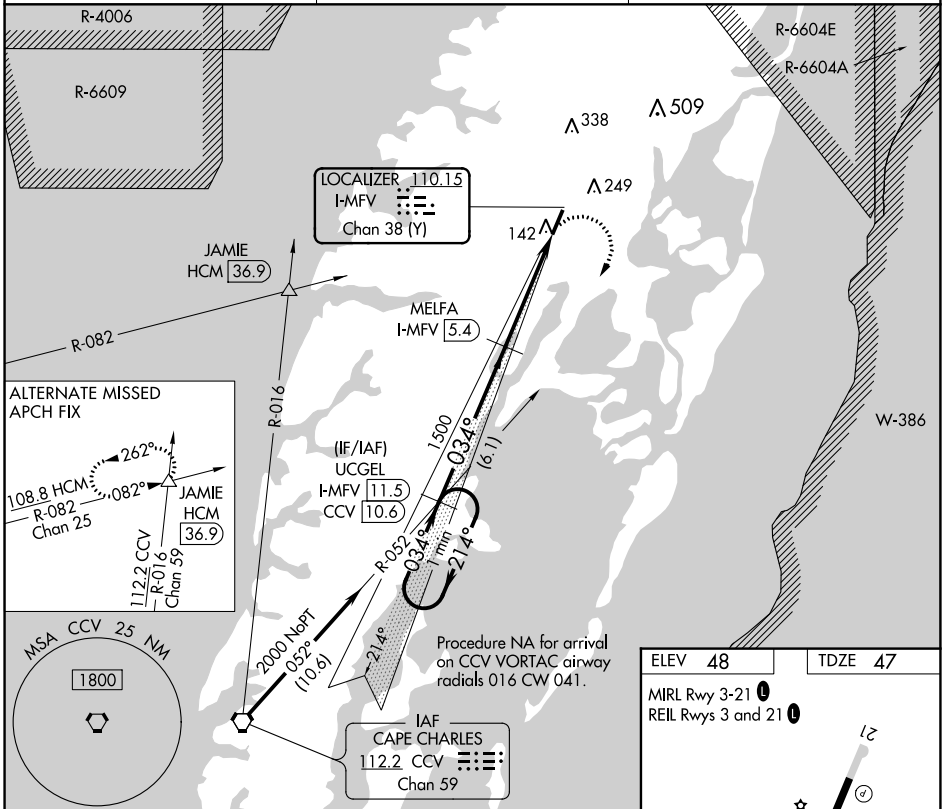 R-4006
R-6609
R-6604E
R-6604A
338
509
249
LOCALIZER 110.15
I-MFV
Chan 38 (Y)
142
JAMIE
HCM 36.9
R-082
R-016
MELFA
I-MFV 5.4
1500
034°
(6.1)
W-386
ALTERNATE MISSED
APCH FIX
262°
108.8 HCM
R-082
082°
Chan 25
JAMIE
HCM
36.9
112.2 CCV
R-016
Chan 59
(IF/IAF)
UCGEL
I-MFV 11.5
CCV 10.6
R-052
034°
1 min
214°
2000 NoPT
052°
(10.6)
214°
Procedure NA for arrival
on CCV VORTAC airway
radials 016 CW 041.
MSA CCV 25 NM
1800
IAF
CAPE CHARLES
112.2 CCV
Chan 59
ELEV 48
TDZE 47
MIRL Rwy 3-21 L
REIL Rwys 3 and 21 L
21
P